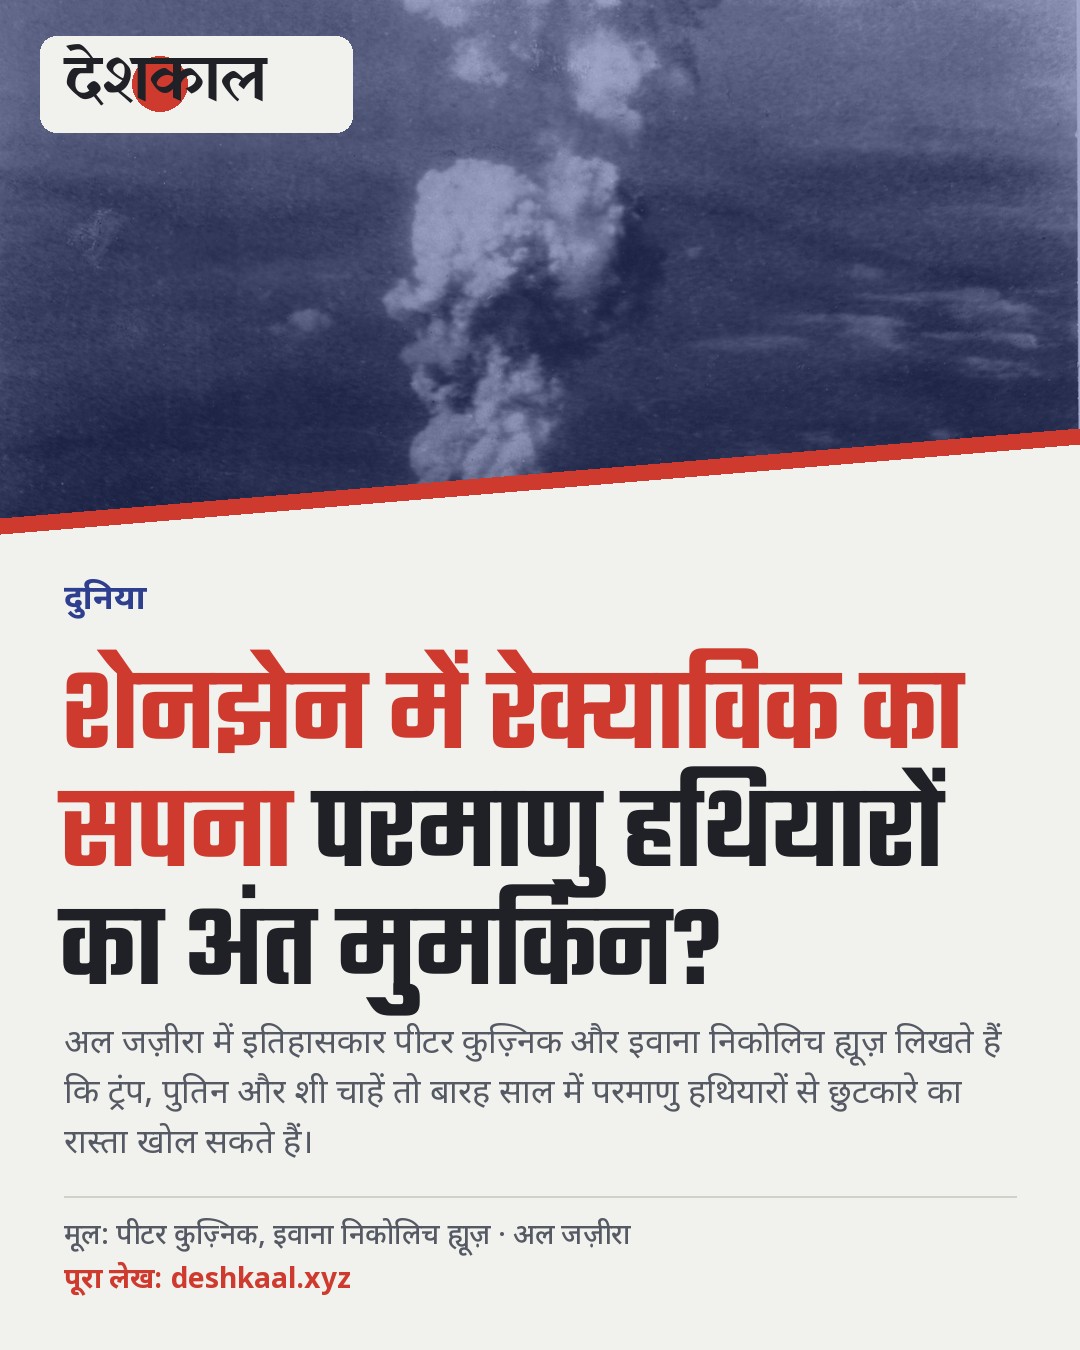 देशकाल
दुनिया
शेनझेन में रेक्याविक का
सपना परमाणु हथियारों
का अंत मुमकिन?
अल जज़ीरा में इतिहासकार पीटर कुज़्निक और इवाना निकोलिच ह्यूज़ लिखते हैं
कि ट्रंप, पुतिन और शी चाहें तो बारह साल में परमाणु हथियारों से छुटकारे का
रास्ता खोल सकते हैं।
मूल: पीटर कुज़्निक, इवाना निकोलिच ह्यूज़ · अल जज़ीरा
पूरा लेख: deshkaal.xyz